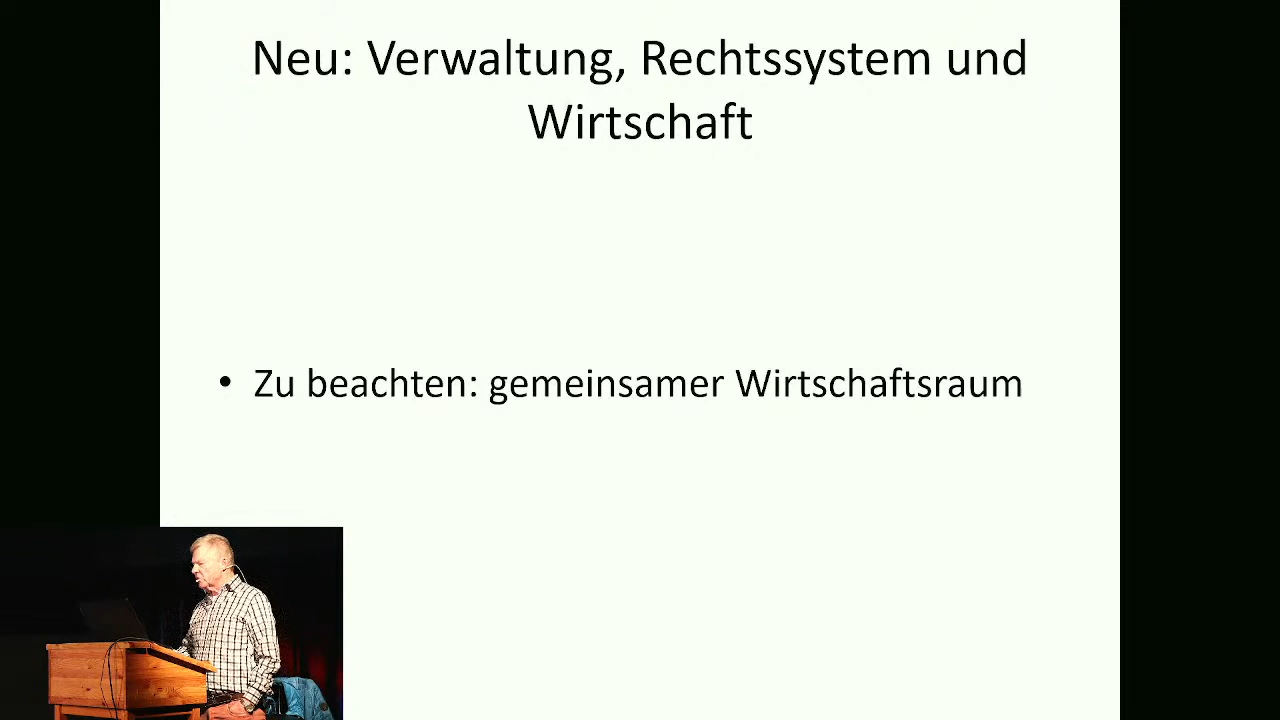 Neu: Verwaltung, Rechtssystem und
Wirtschaft
• Zu beachten: gemeinsamer Wirtschaftsraum